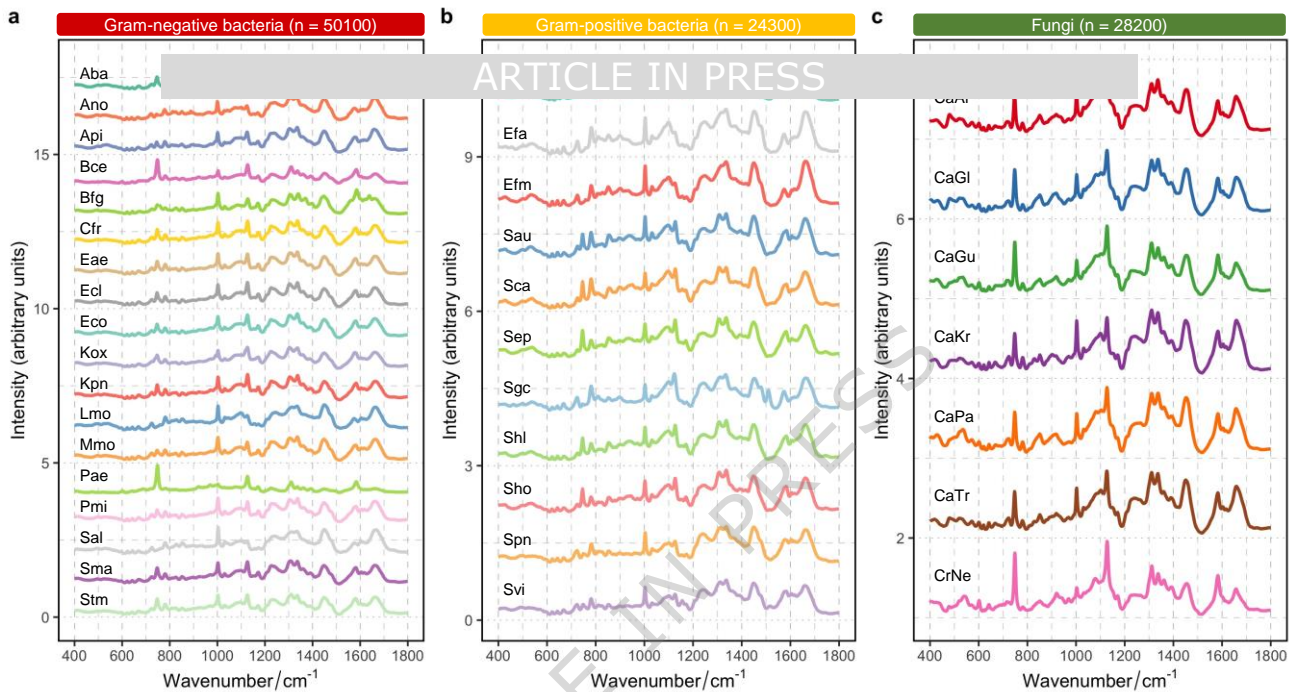 a
Gram-negative bacteria (n = 50100)
b
Gram-positive bacteria (n = 24300)
c
Fungi (n = 28200)
ARTICLE IN PRESS
Intensity (arbitrary units)
15
10
5
0
Aba
Ano
Api
Bce
Bfg
Cfr
Eae
Ecl
Eco
Kox
Kpn
Lmo
Mmo
Pae
Pmi
Sal
Sma
Stm
400 600 800 1000 1200 1400 1600 1800
Wavenumber/cm⁻¹
Intensity (arbitrary units)
9
6
3
0
Efa
Efm
Sau
Sca
Sep
Sgc
Shl
Sho
Spn
Svi
400 600 800 1000 1200 1400 1600 1800
Wavenumber/cm⁻¹
Intensity (arbitrary units)
6
4
2
CaAl
CaGl
CaGu
CaKr
CaPa
CaTr
CrNe
400 600 800 1000 1200 1400 1600 1800
Wavenumber/cm⁻¹
E IN PRESS